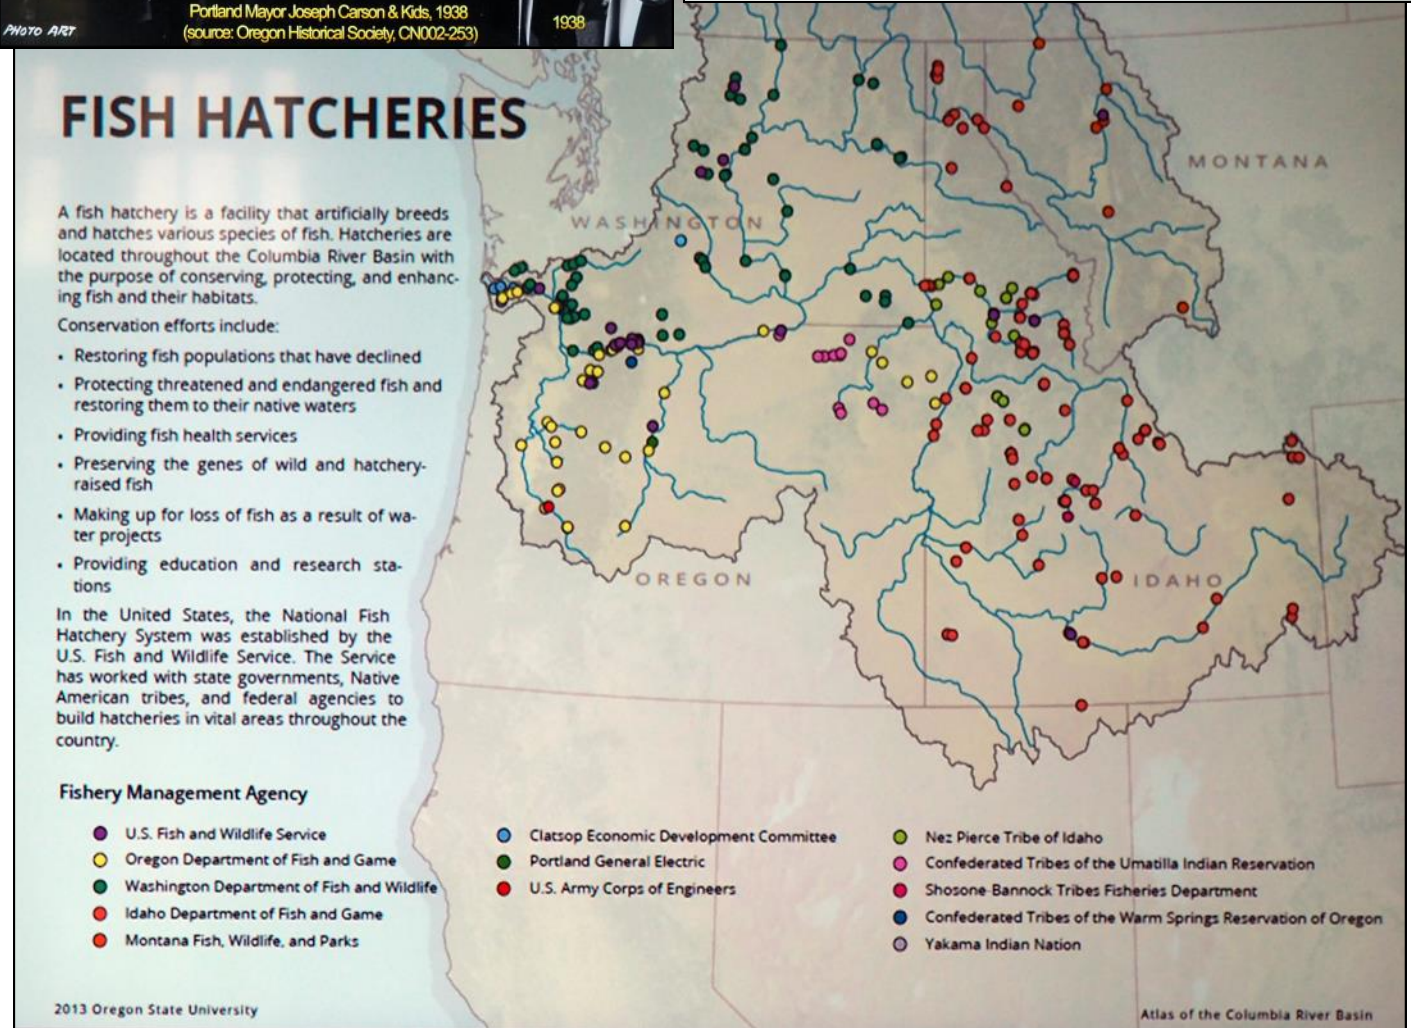 PHOTO ART
Portland Mayor Joseph Carson & Kids, 1938
(source: Oregon Historical Society, CN002-253)
1938
FISH HATCHERIES
A fish hatchery is a facility that artificially breeds
and hatches various species of fish. Hatcheries are
located throughout the Columbia River Basin with
the purpose of conserving, protecting, and enhanc-
ing fish and their habitats.
Conservation efforts include:
• Restoring fish populations that have declined
• Protecting threatened and endangered fish and
restoring them to their native waters
• Providing fish health services
• Preserving the genes of wild and hatchery-
raised fish
• Making up for loss of fish as a result of wa-
ter projects
• Providing education and research sta-
tions
In the United States, the National Fish
Hatchery System was established by the
U.S. Fish and Wildlife Service. The Service
has worked with state governments, Native
American tribes, and federal agencies to
build hatcheries in vital areas throughout the
country.
WASHINGTON
MONTANA
OREGON
IDAHO
Fishery Management Agency
U.S. Fish and Wildlife Service
Oregon Department of Fish and Game
Washington Department of Fish and Wildlife
Idaho Department of Fish and Game
Montana Fish, Wildlife, and Parks
Clatsop Economic Development Committee
Portland General Electric
U.S. Army Corps of Engineers
Nez Pierce Tribe of Idaho
Confederated Tribes of the Umatilla Indian Reservation
Shosone-Bannock Tribes Fisheries Department
Confederated Tribes of the Warm Springs Reservation of Oregon
Yakama Indian Nation
2013 Oregon State University
Atlas of the Columbia River Basin